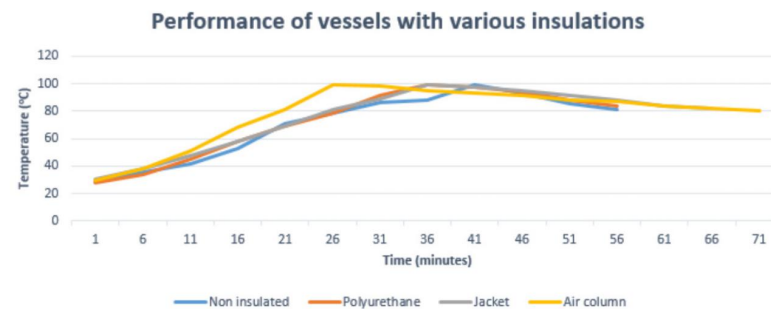 Performance of vessels with various insulations
120
100
80
60
40
20
0
Temperature (ºC)
1 6 11 16 21 26 31 36 41 46 51 56 61 66 71
Time (minutes)
Non insulated Polyurethane Jacket Air column